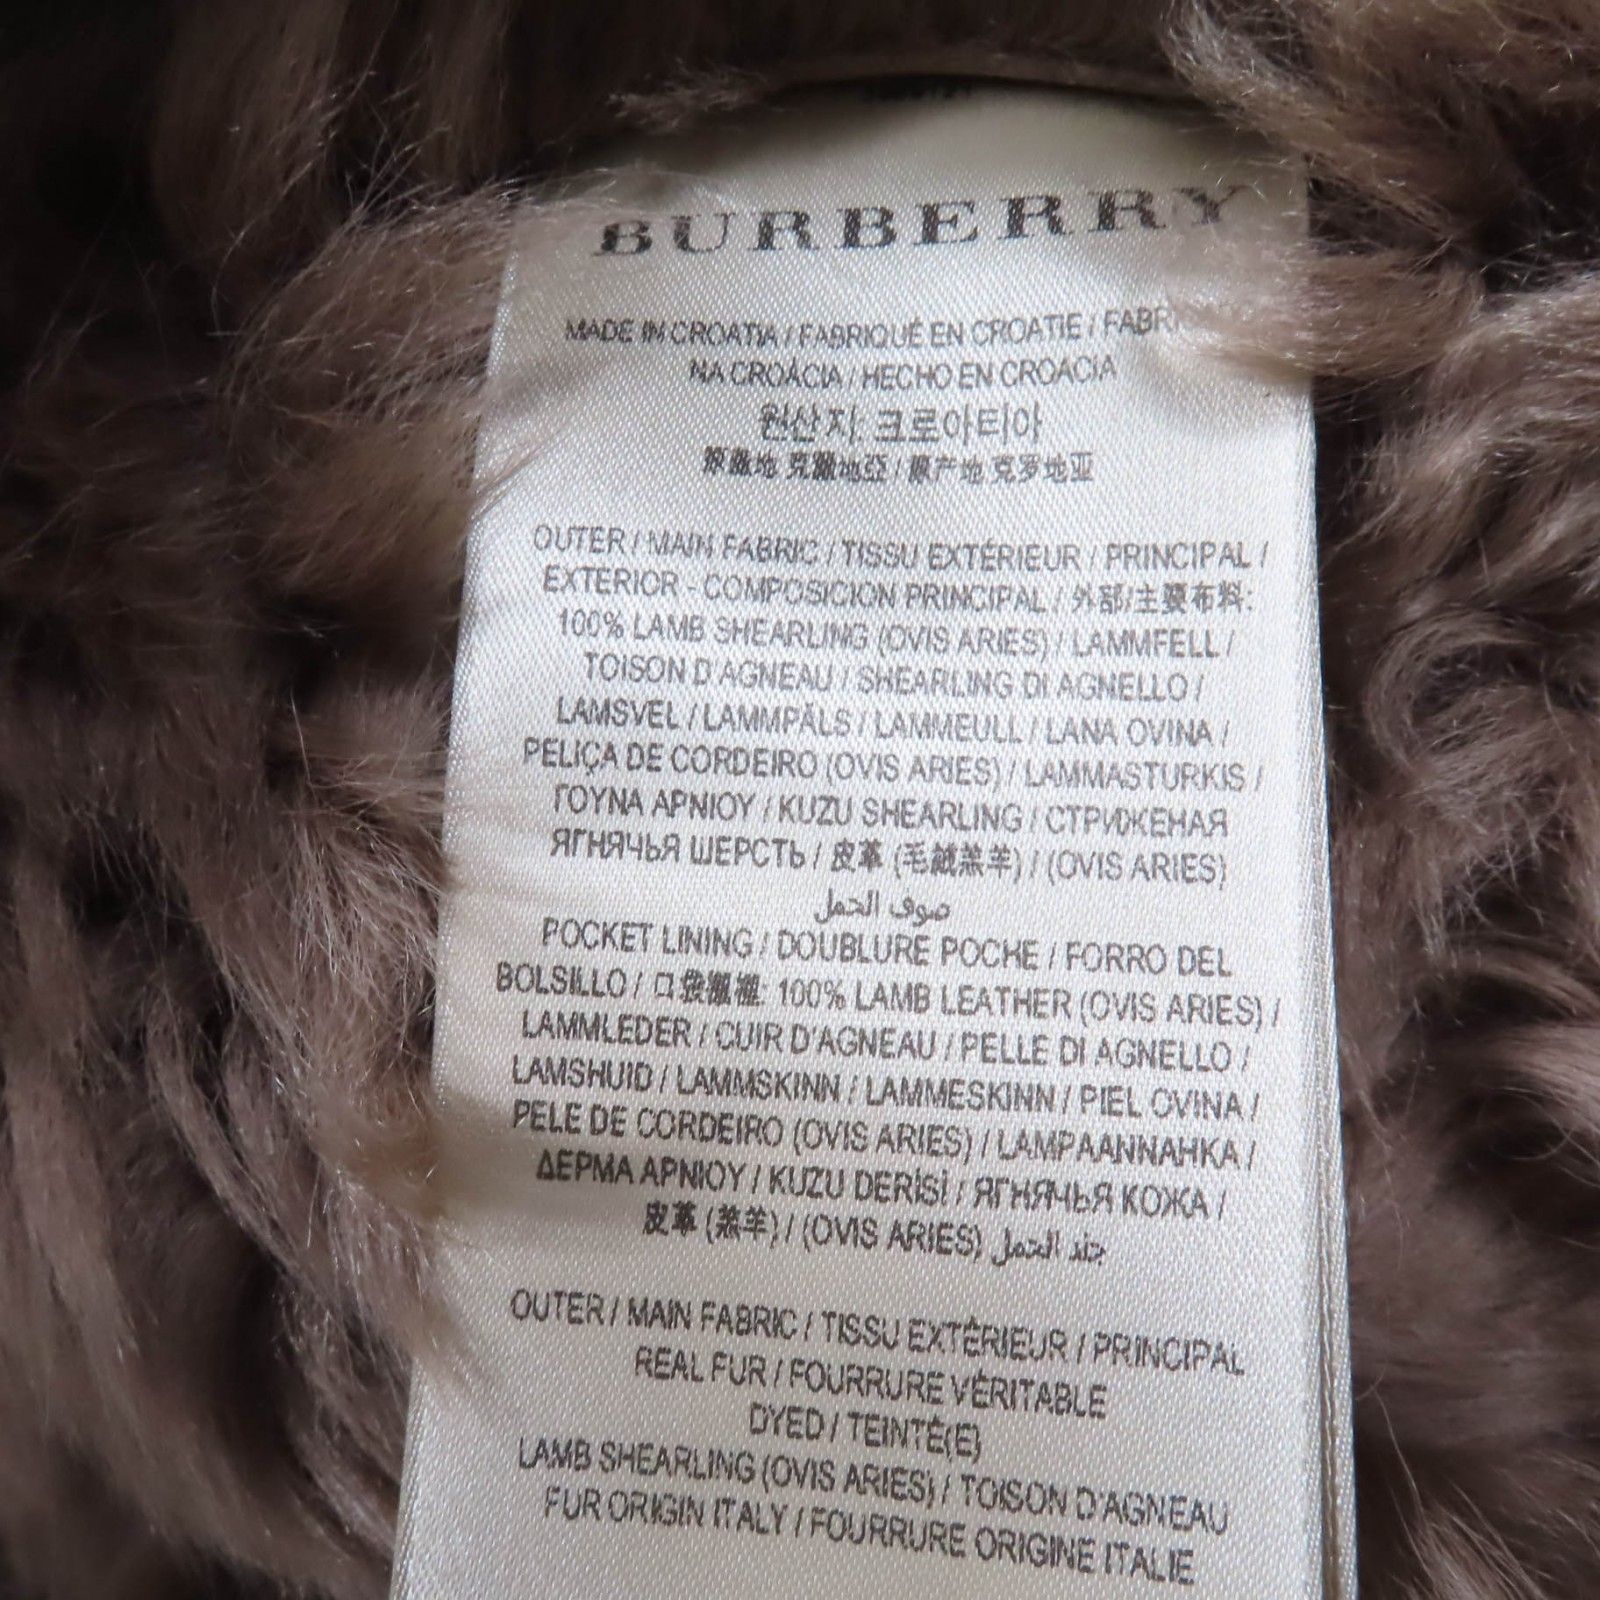 BURBERRY
MADE IN CROATIA / FABRIQUÉ EN CROATIE / FABRI
NA CROÁCIA / HECHO EN CROACIA
원산지: 크로아티아
原產地 克羅地亞 / 原产地 克罗地亚
OUTER / MAIN FABRIC / TISSU EXTÉRIEUR / PRINCIPAL /
EXTERIOR - COMPOSICION PRINCIPAL / 外部/主要布料:
100% LAMB SHEARLING (OVIS ARIES) / LAMMFELL /
TOISON D'AGNEAU / SHEARLING DI AGNELLO /
LAMSVEL / LAMMPÄLS / LAMMEULL / LANA OVINA /
PELIÇA DE CORDEIRO (OVIS ARIES) / LAMMASTURKIS /
ΓΟΥΝΑ ΑΡΝΙΟΥ / KUZU SHEARLING / СТРИЖЕНАЯ
ЯГНЯЧЬЯ ШЕРСТЬ / 皮革 (毛絨羔羊) / (OVIS ARIES)
صوف الحمل
POCKET LINING / DOUBLURE POCHE / FORRO DEL
BOLSILLO / 口袋襯裡: 100% LAMB LEATHER (OVIS ARIES) /
LAMMLEDER / CUIR D'AGNEAU / PELLE DI AGNELLO /
LAMSHUID / LAMMSKINN / LAMMESKINN / PIEL OVINA /
PELE DE CORDEIRO (OVIS ARIES) / LAMPAANNAHKA /
ΔΕΡΜΑ ΑΡΝΙΟΥ / KUZU DERİSİ / ЯГНЯЧЬЯ КОЖА /
皮革 (羔羊) / (OVIS ARIES) جلد الحمل
OUTER / MAIN FABRIC / TISSU EXTÉRIEUR / PRINCIPAL
REAL FUR / FOURRURE VÉRITABLE
DYED / TEINTÉ(E)
LAMB SHEARLING (OVIS ARIES) / TOISON D'AGNEAU
FUR ORIGIN ITALY / FOURRURE ORIGINE ITALIE